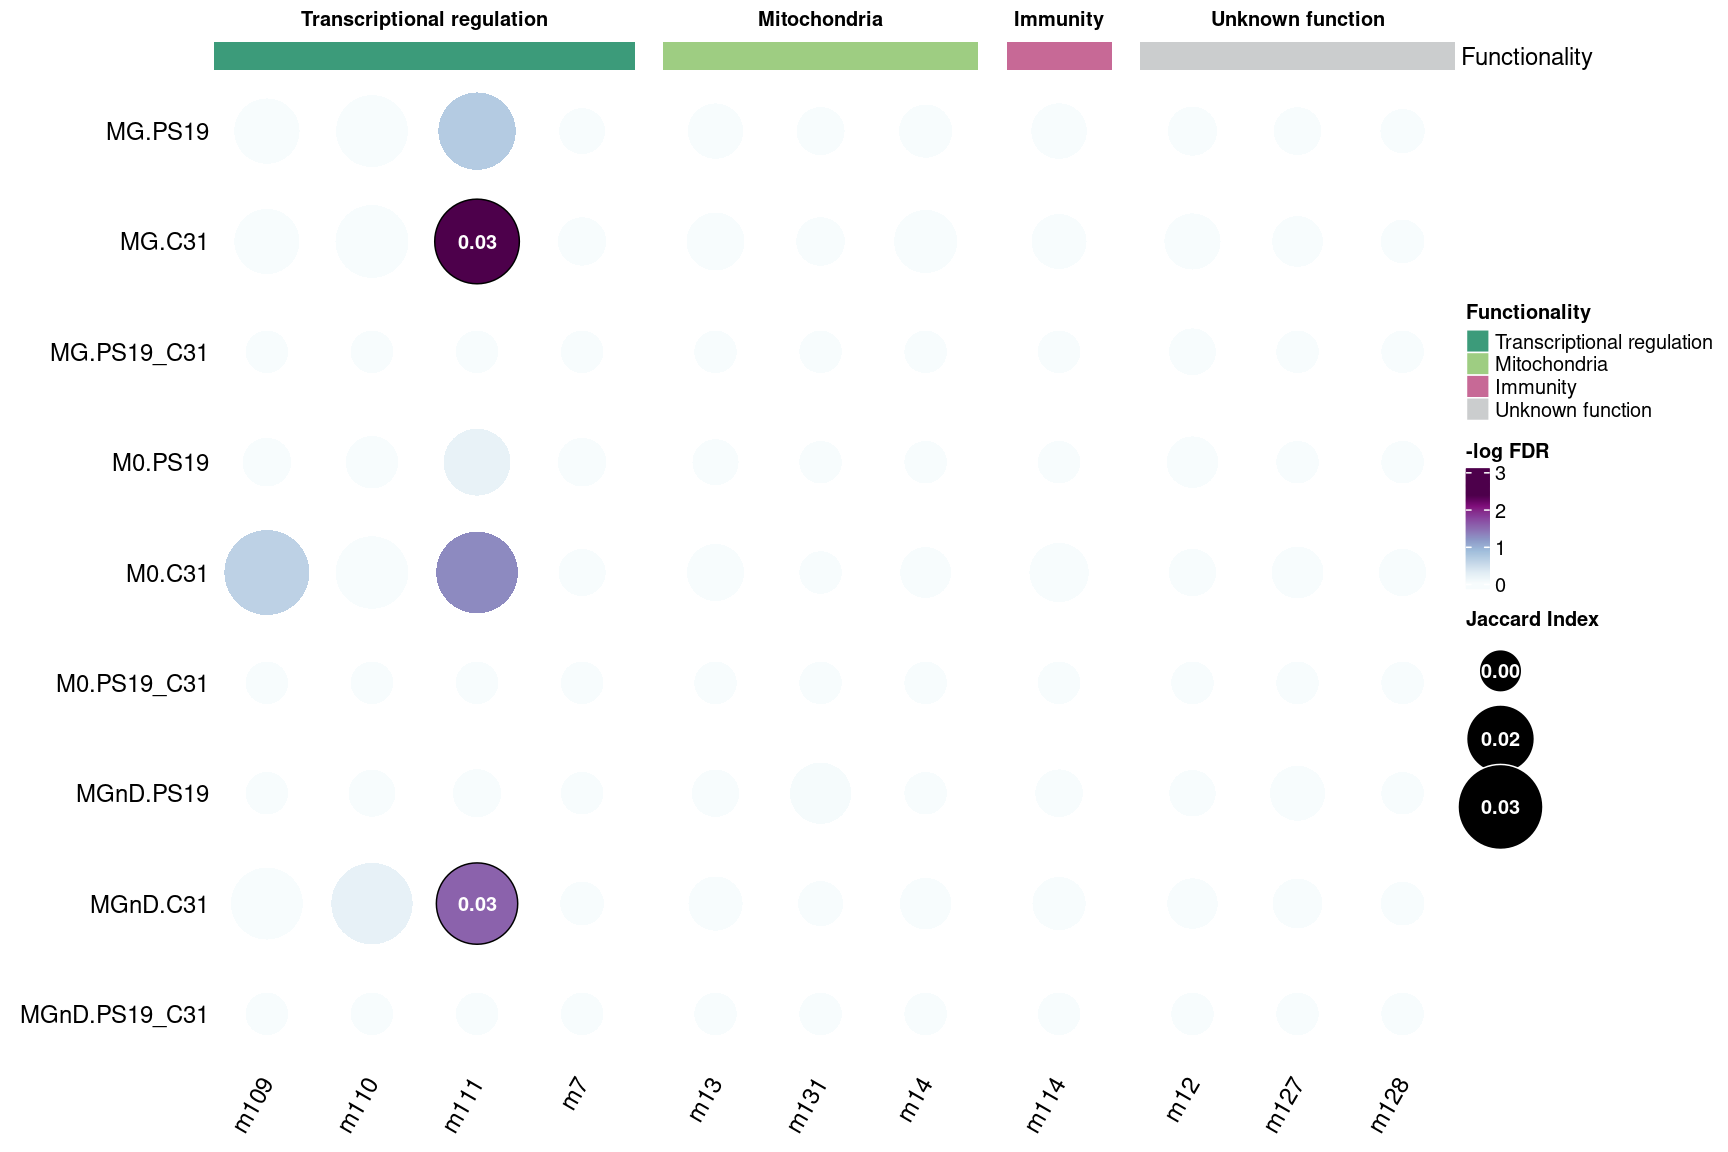 Transcriptional regulation
Mitochondria
Immunity
Unknown function
Functionality
MG.PS19
MG.C31
0.03
MG.PS19_C31
M0.PS19
M0.C31
M0.PS19_C31
MGnD.PS19
MGnD.C31
0.03
MGnD.PS19_C31
m109
m110
m111
m7
m13
m131
m14
m114
m12
m127
m128
Functionality
Transcriptional regulation
Mitochondria
Immunity
Unknown function
-log FDR
3
2
1
0
Jaccard Index
0.00
0.02
0.03